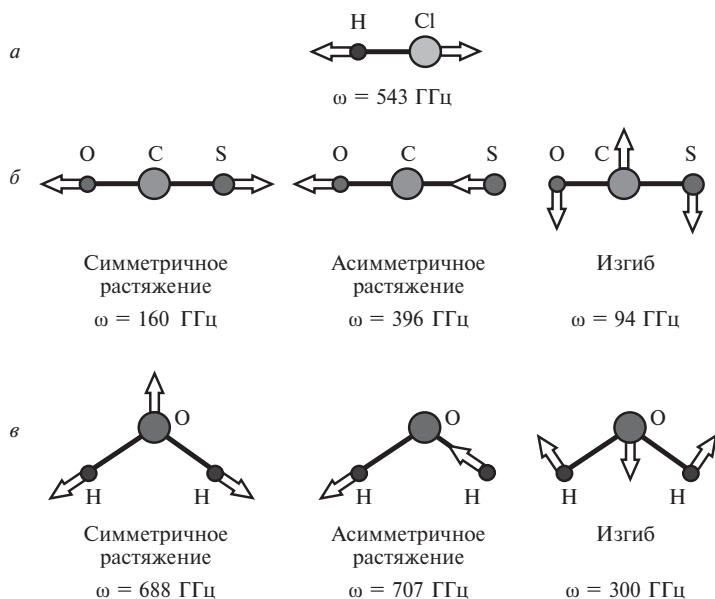 H Cl
а
ω = 543 ГГц
O C S O C S O C S
б
Симметричное Асимметричное Изгиб
растяжение растяжение
ω = 160 ГГц ω = 396 ГГц ω = 94 ГГц
в O O O
H H H H H H
Симметричное Асимметричное Изгиб
растяжение растяжение
ω = 688 ГГц ω = 707 ГГц ω = 300 ГГц